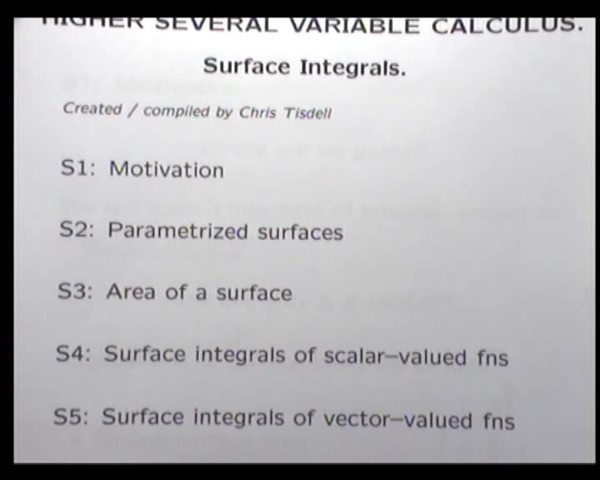 HIGHER SEVERAL VARIABLE CALCULUS.
Surface Integrals.
Created / compiled by Chris Tisdell
S1: Motivation
S2: Parametrized surfaces
S3: Area of a surface
S4: Surface integrals of scalar-valued fns
S5: Surface integrals of vector-valued fns